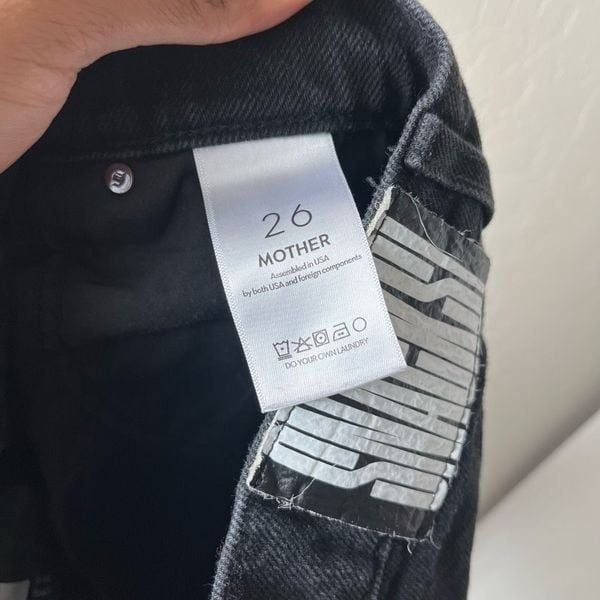 26
MOTHER
Assembled in USA
by both USA and foreign components
DO YOUR OWN LAUNDRY